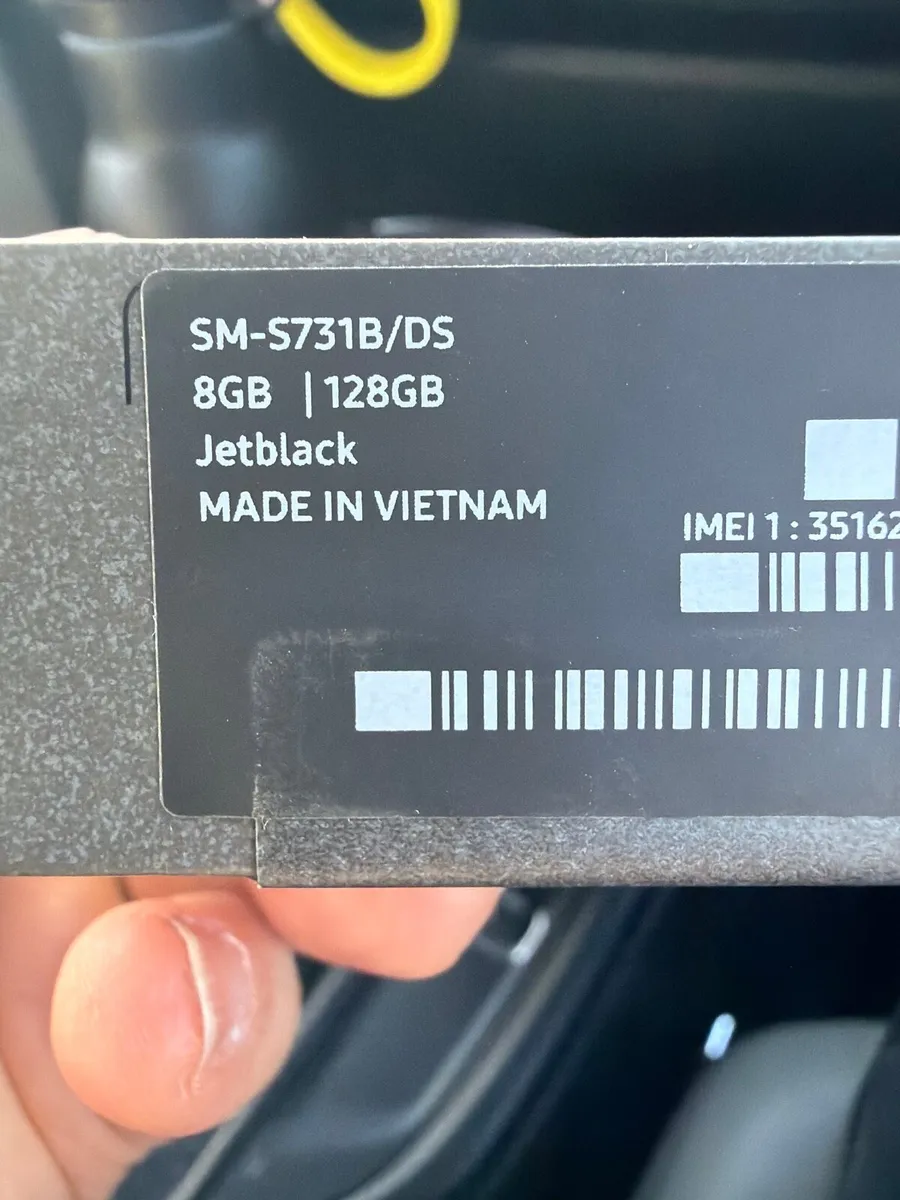 SM-S731B/DS
8GB | 128GB
Jetblack
MADE IN VIETNAM
IMEI 1 : 35162